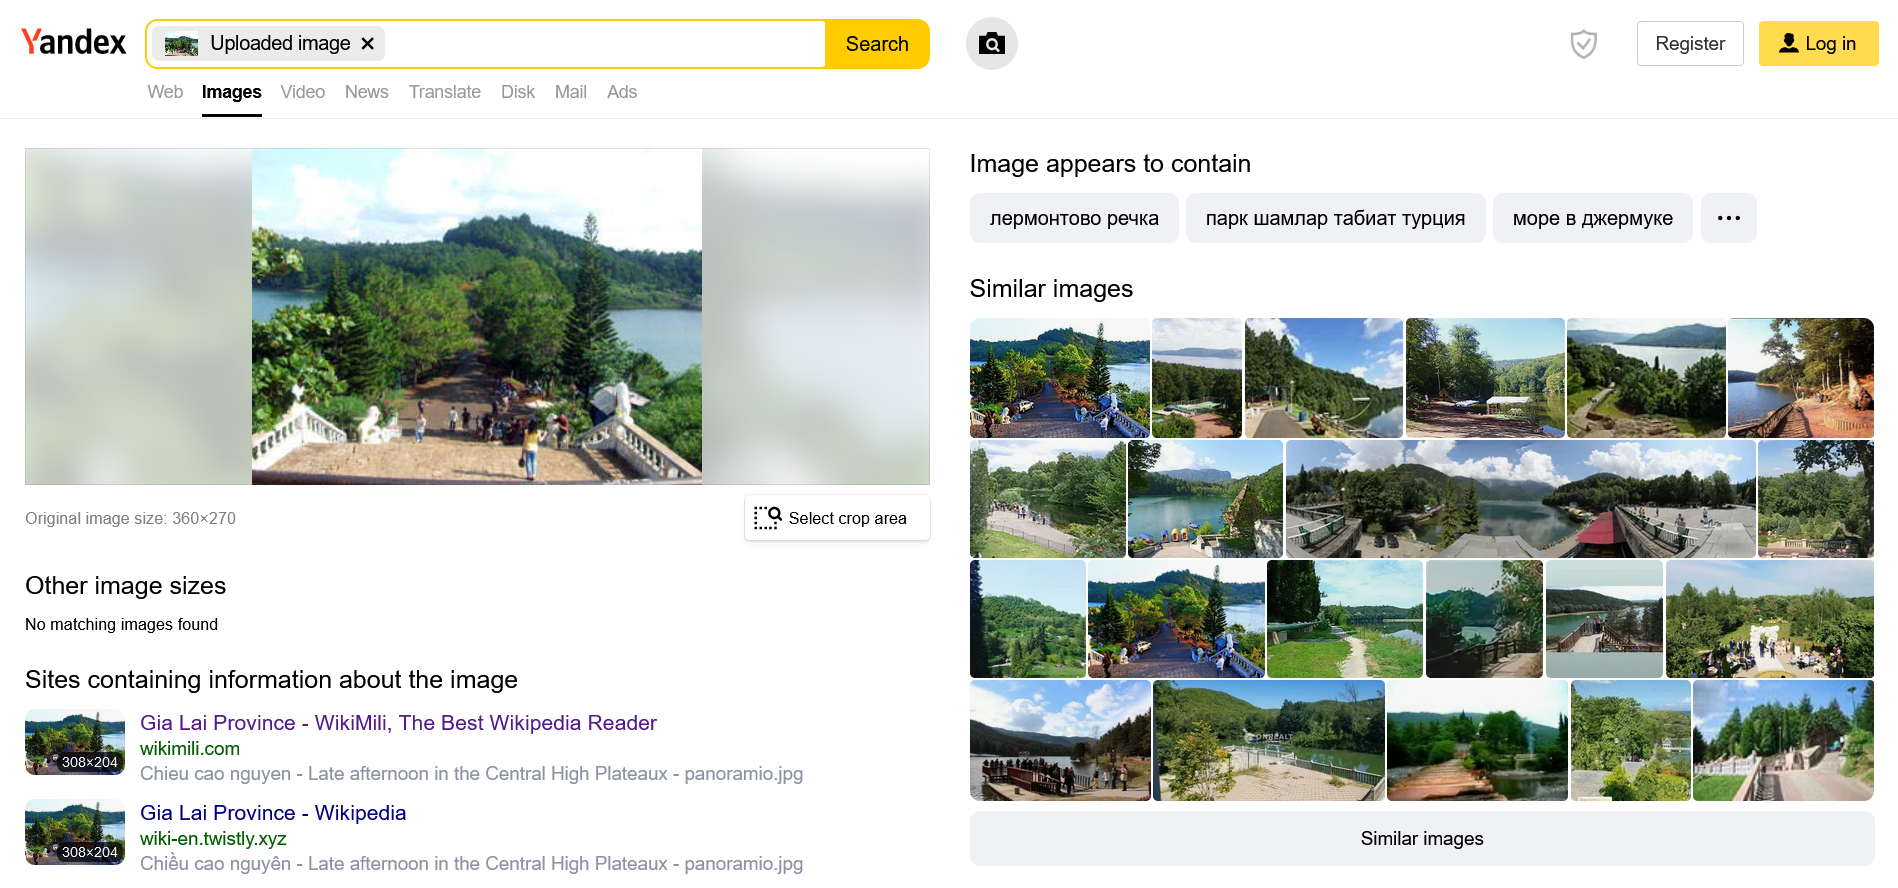 Yandex
Uploaded image
Search
Register
Log in
Web Images Video News Translate Disk Mail Ads
Image appears to contain
лермонтово речка
парк шамлар табиат турция
море в джермуке
Similar images
Original image size: 360×270
Select crop area
Other image sizes
No matching images found
Sites containing information about the image
Gia Lai Province - WikiMili, The Best Wikipedia Reader
wikimili.com
308×204
Chieu cao nguyen - Late afternoon in the Central High Plateaux - panoramio.jpg
Gia Lai Province - Wikipedia
wiki-en.twistly.xyz
308×204
Chiều cao nguyên - Late afternoon in the Central High Plateaux - panoramio.jpg
Similar images